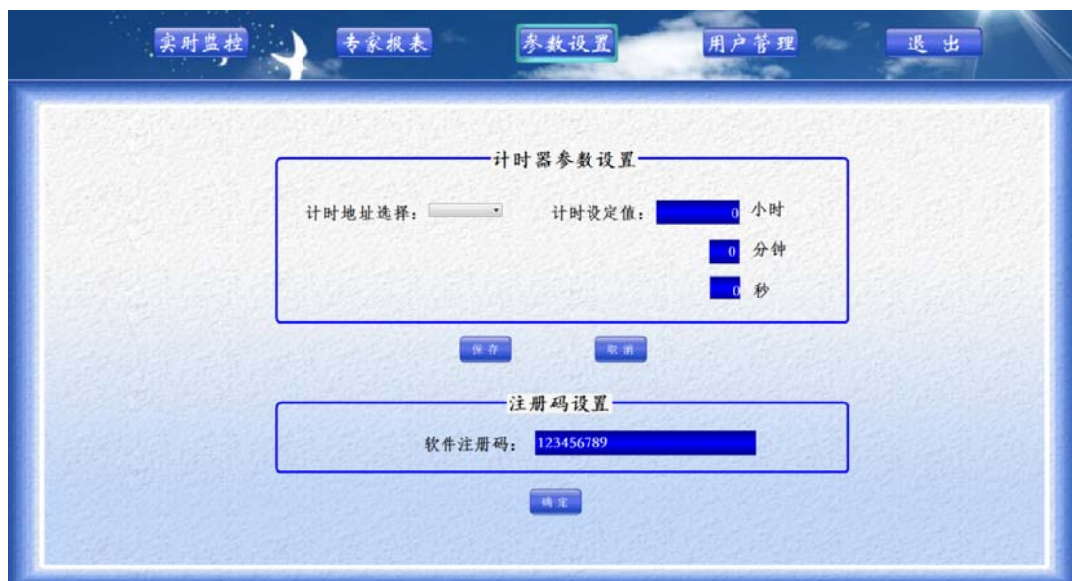 实时监控 专家报表 参数设置 用户管理 退出
计时器参数设置
计时地址选择： 计时设定值： 0 小时
0 分钟
0 秒
保存 取消
注册码设置
软件注册码： 123456789
确定